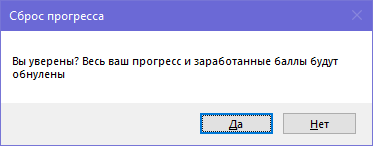 Сброс прогресса
Вы уверены? Весь ваш прогресс и заработанные баллы будут
обнулены
Да
Нет